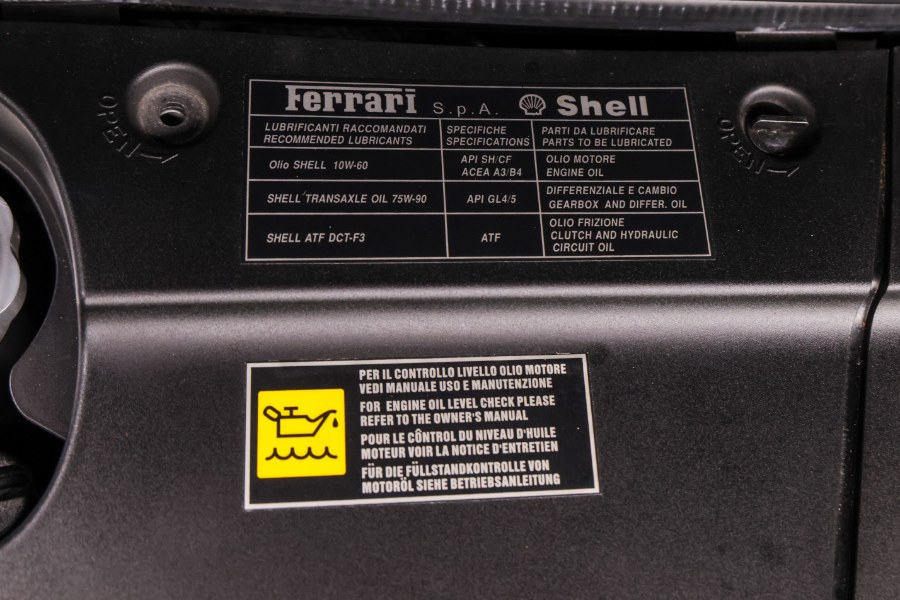 OPEN
Ferrari S.p.A. Shell
LUBRIFICANTI RACCOMANDATI
RECOMMENDED LUBRICANTS
SPECIFICHE
SPECIFICATIONS
PARTI DA LUBRIFICARE
PARTS TO BE LUBRICATED
Olio SHELL 10W-60
API SH/CF
ACEA A3/B4
OLIO MOTORE
ENGINE OIL
SHELL TRANSAXLE OIL 75W-90
API GL4/5
DIFFERENZIALE E CAMBIO
GEARBOX AND DIFFER. OIL
SHELL ATF DCT-F3
ATF
OLIO FRIZIONE
CLUTCH AND HYDRAULIC
CIRCUIT OIL
OPEN
PER IL CONTROLLO LIVELLO OLIO MOTORE
VEDI MANUALE USO E MANUTENZIONE
FOR ENGINE OIL LEVEL CHECK PLEASE
REFER TO THE OWNER'S MANUAL
POUR LE CÔNTROL DU NIVEAU D'HUILE
MOTEUR VOIR LA NOTICE D'ENTRETIEN
FÜR DIE FÜLLSTANDKONTROLLE VON
MOTORÖL SIEHE BETRIEBSANLEITUNG